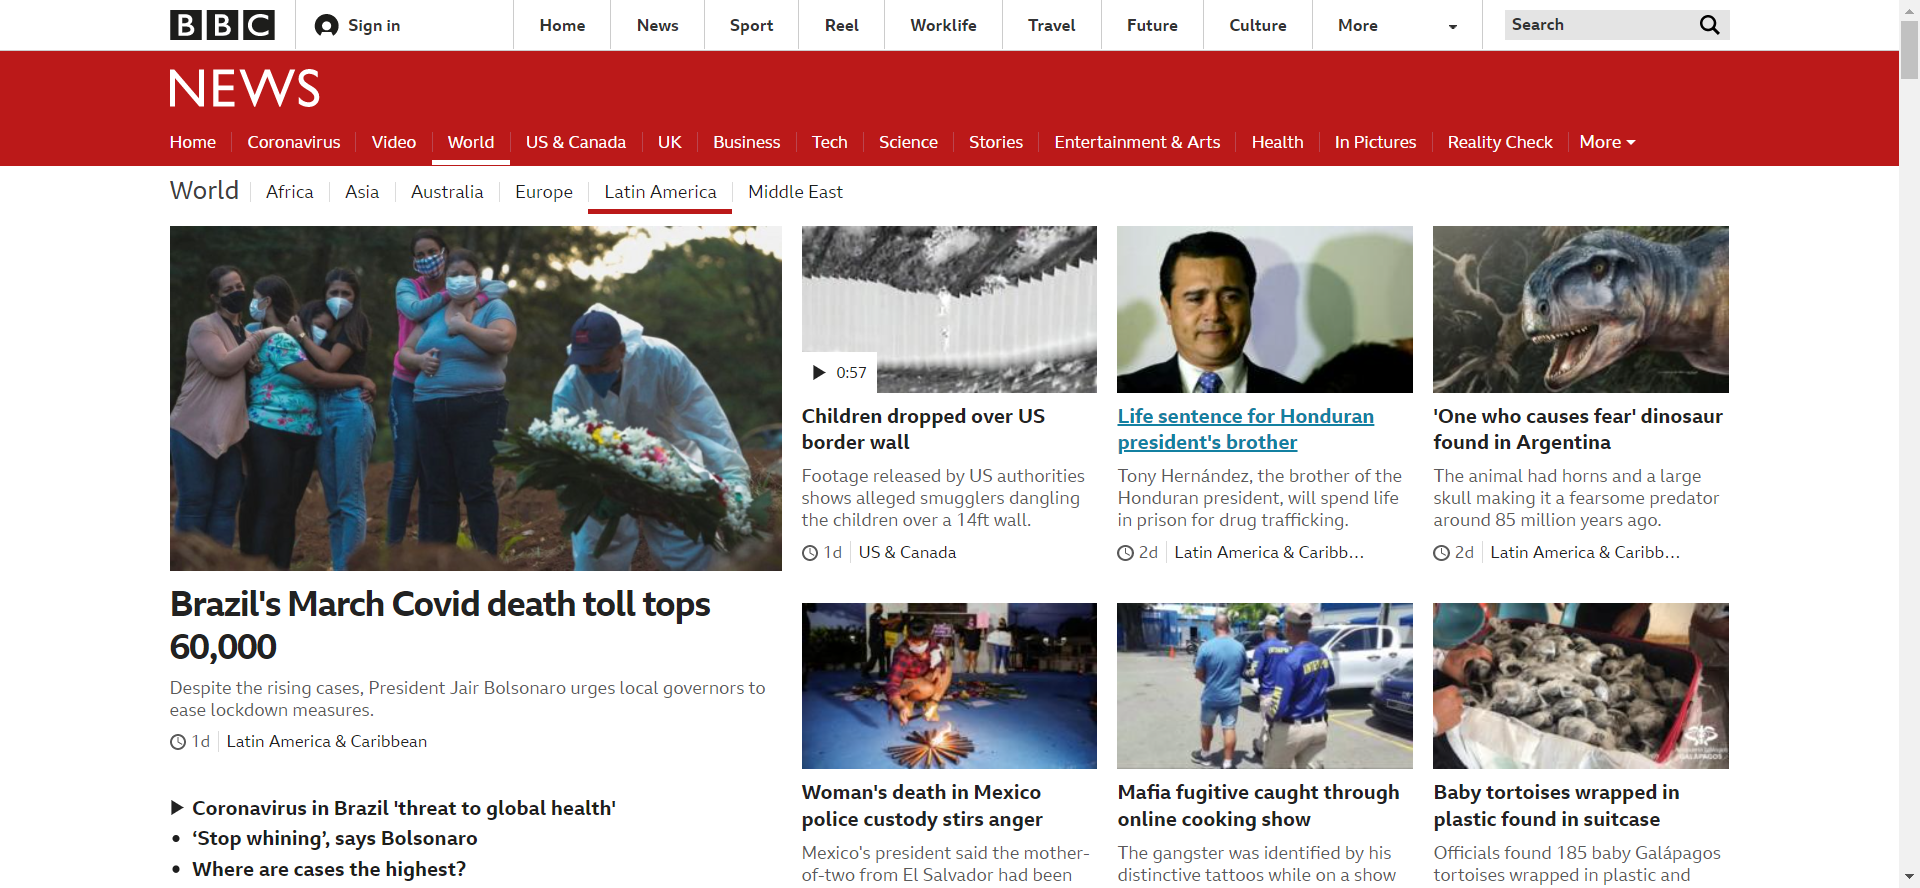 BBC
Sign in
Home
News
Sport
Reel
Worklife
Travel
Future
Culture
More
Search
NEWS
Home
Coronavirus
Video
World
US & Canada
UK
Business
Tech
Science
Stories
Entertainment & Arts
Health
In Pictures
Reality Check
More
World
Africa
Asia
Australia
Europe
Latin America
Middle East
Brazil's March Covid death toll tops
60,000
Despite the rising cases, President Jair Bolsonaro urges local governors to
ease lockdown measures.
1d
Latin America & Caribbean
Coronavirus in Brazil 'threat to global health'
• ‘Stop whining’, says Bolsonaro
• Where are cases the highest?
0:57
Children dropped over US
border wall
Footage released by US authorities
shows alleged smugglers dangling
the children over a 14ft wall.
1d
US & Canada
Life sentence for Honduran
president's brother
Tony Hernández, the brother of the
Honduran president, will spend life
in prison for drug trafficking.
2d
Latin America & Caribb...
'One who causes fear' dinosaur
found in Argentina
The animal had horns and a large
skull making it a fearsome predator
around 85 million years ago.
2d
Latin America & Caribb...
Woman's death in Mexico
police custody stirs anger
Mexico's president said the mother-
of-two from El Salvador had been
Mafia fugitive caught through
online cooking show
The gangster was identified by his
distinctive tattoos while on a show
GALÁPAGOS
Baby tortoises wrapped in
plastic found in suitcase
Officials found 185 baby Galápagos
tortoises wrapped in plastic and